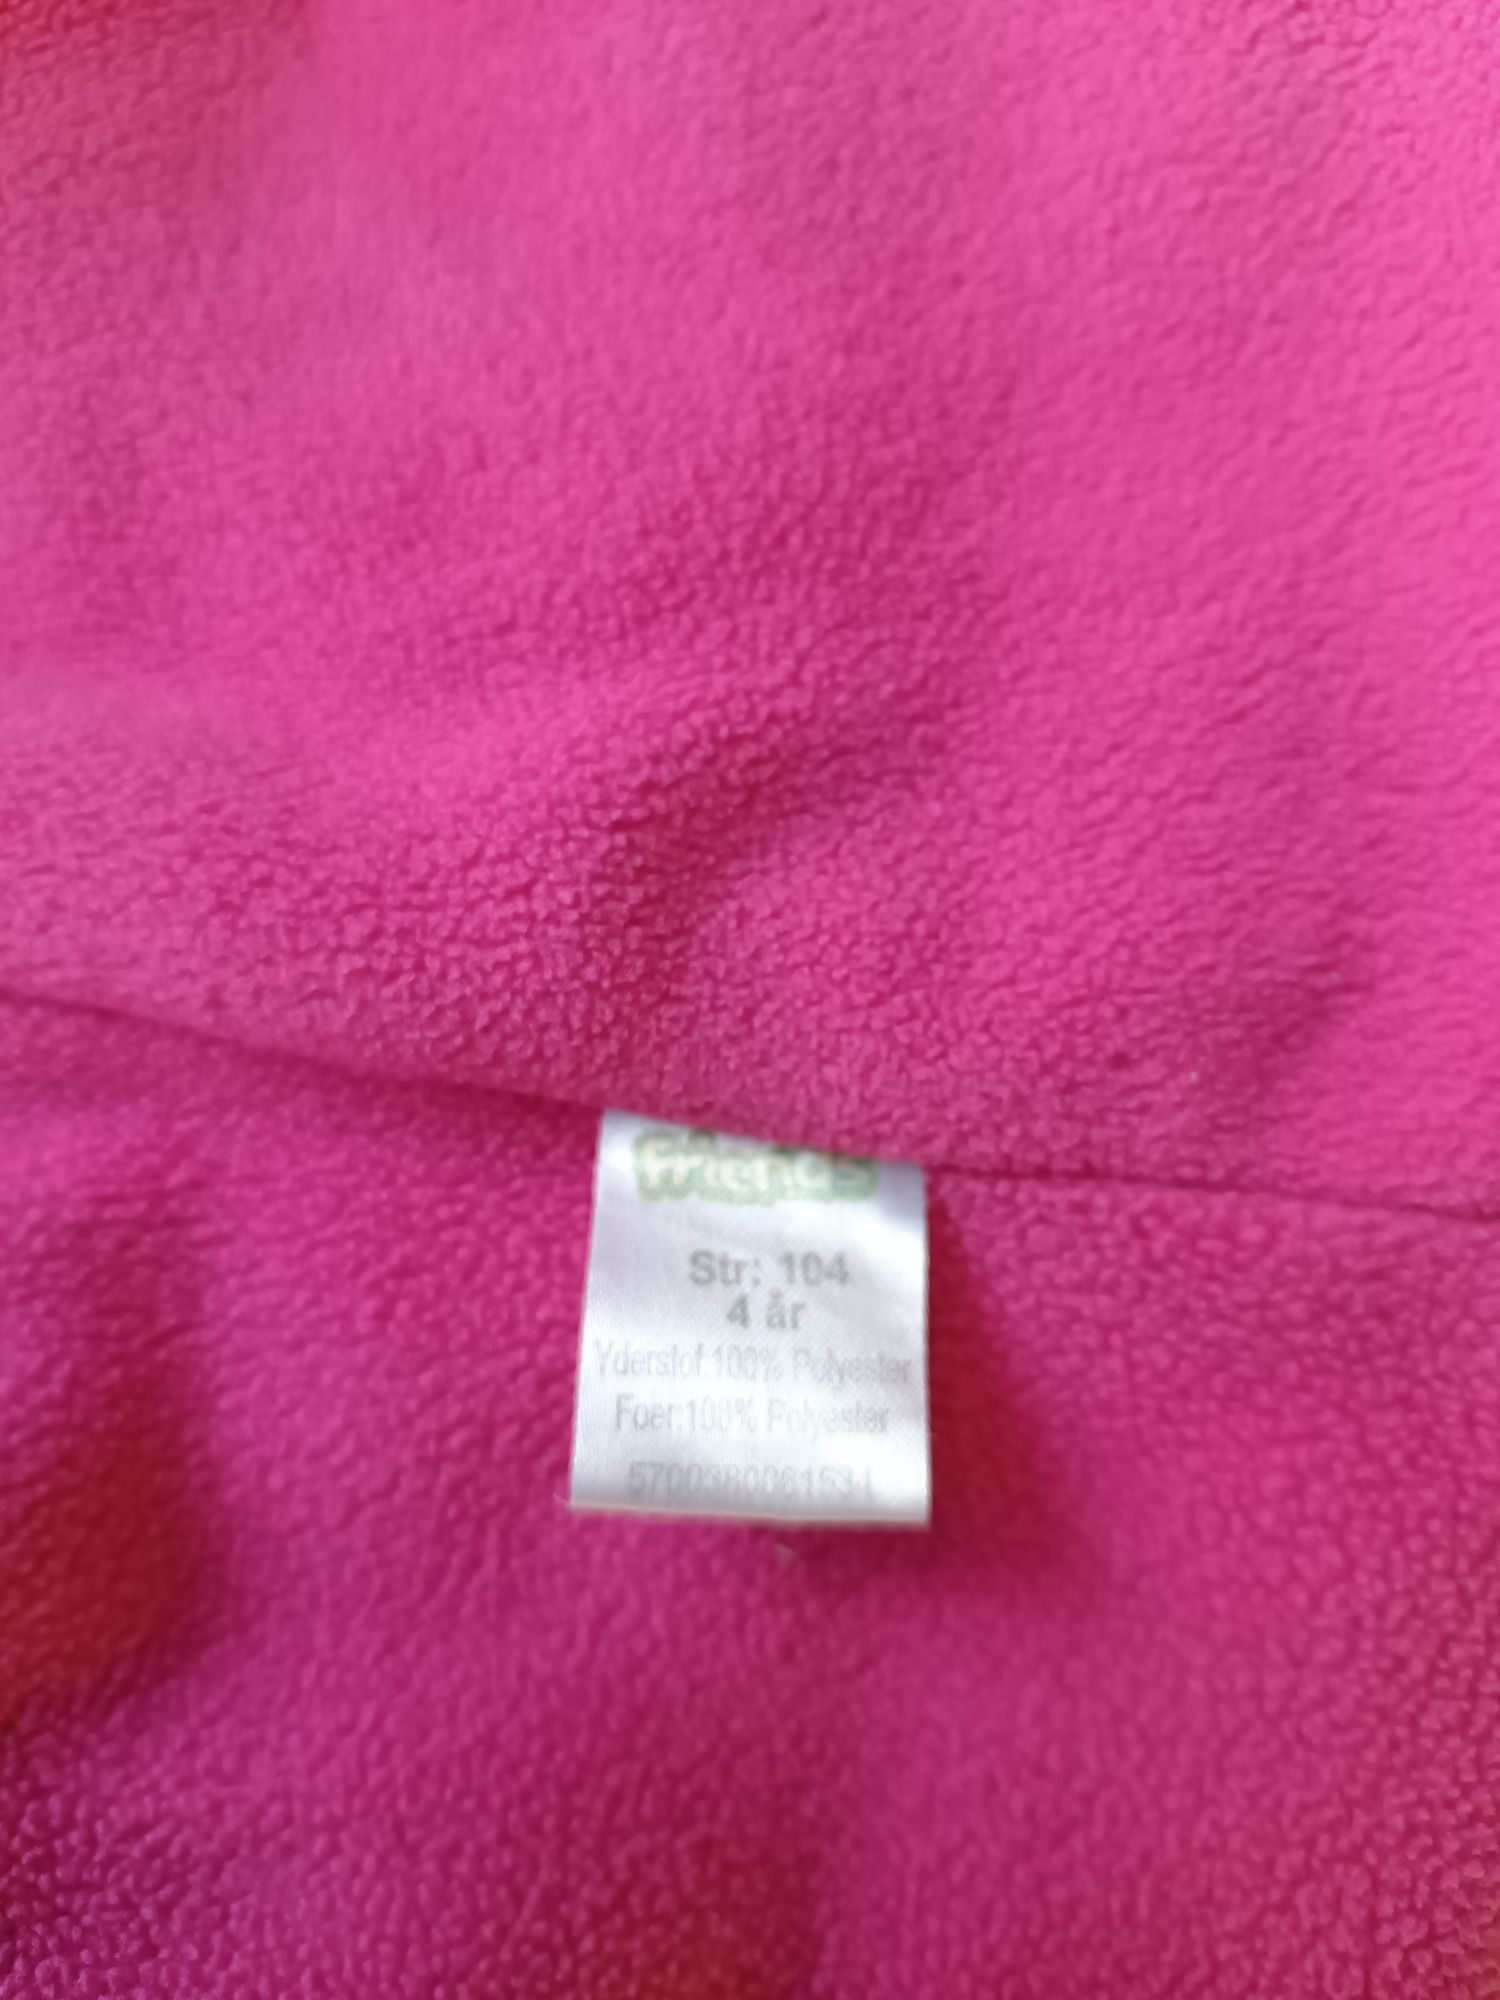 friends
Str: 104
4 år
Yderstof:100% Polyester
Foer:100% Polyester